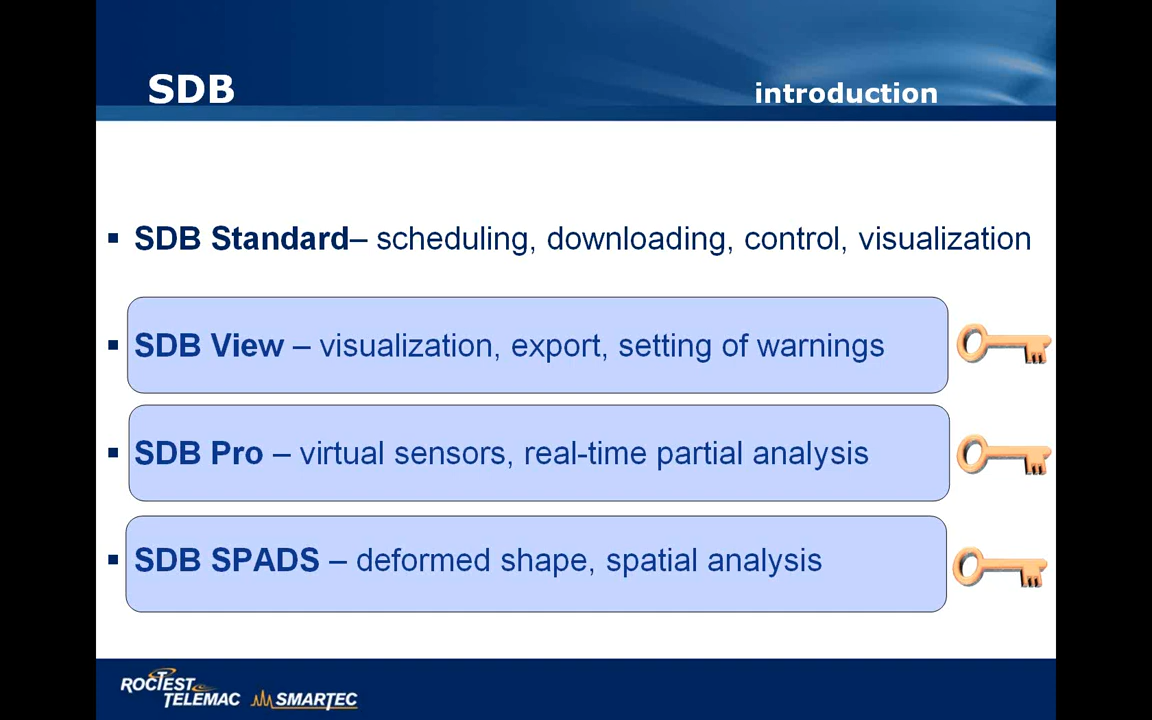 SDB
introduction
▪ SDB Standard– scheduling, downloading, control, visualization
▪ SDB View – visualization, export, setting of warnings
▪ SDB Pro – virtual sensors, real-time partial analysis
▪ SDB SPADS – deformed shape, spatial analysis
ROCTEST
TELEMAC SMARTEC